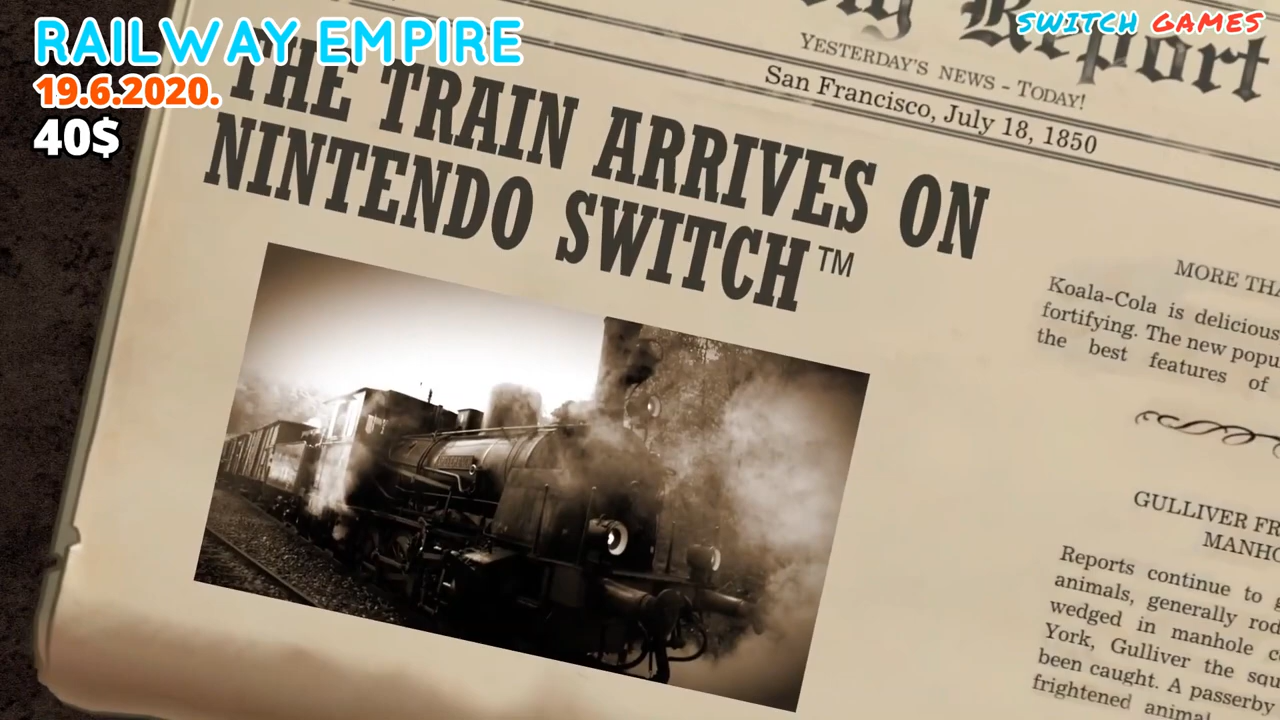 RAILWAY EMPIRE
19.6.2020.
40$
SWITCH GAMES
Report
YESTERDAY'S NEWS - TODAY!
San Francisco, July 18, 1850
THE TRAIN ARRIVES ON
NINTENDO SWITCH™
MORE
Koala-Cola is delicious
fortifying. The new
the best features of
GULLIVER
Reports continue to
animals, generally
wedged in manhole
York, Gulliver the
been caught. A passerby
frightened